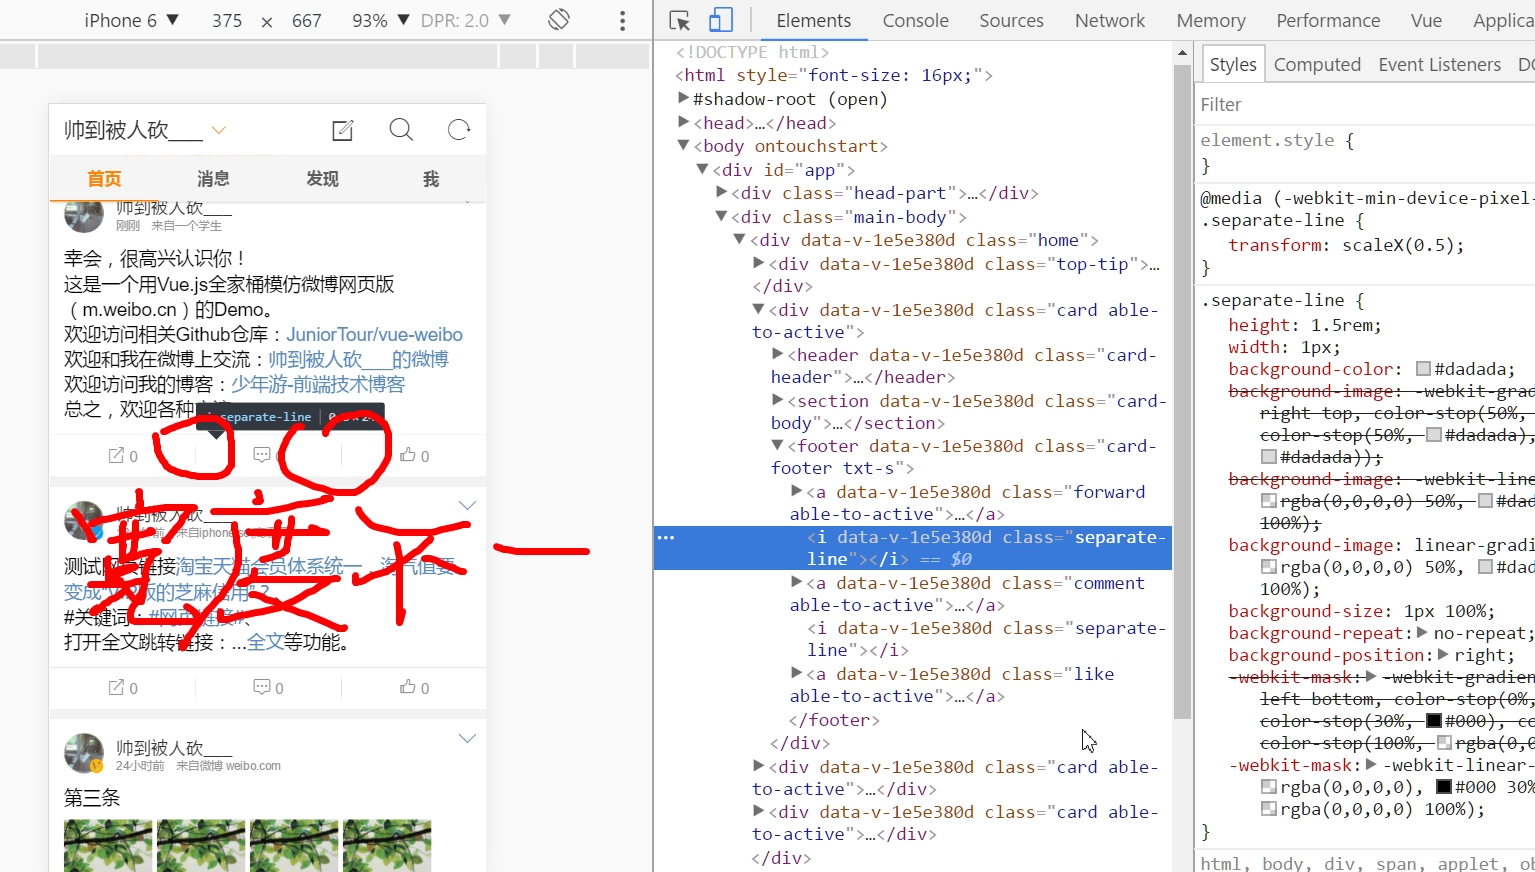 iPhone 6 ▼ 375 × 667 93% ▼ DPR: 2.0 ▼
帅到被人砍___
首页 消息 发现 我
帅到被人砍___
刚刚 来自一个学生
幸会，很高兴认识你！
这是一个用Vue.js全家桶模仿微博网页版
（m.weibo.cn）的Demo。
欢迎访问相关Github仓库：JuniorTour/vue-weibo
欢迎和我在微博上交流：帅到被人砍___的微博
欢迎访问我的博客：少年游-前端技术博客
总之，欢迎各种
separate-line
0 0
宽度不一
帅到被人砍___
来自iphone
测试网页链接淘宝天猫会员体系统一，淘气值要
变成"V2版的芝麻信用"？
#关键词：#网页链接#、
打开全文跳转链接：...全文等功能。
0 0 0
帅到被人砍___
24小时前 来自微博 weibo.com
第三条
Elements Console Sources Network Memory Performance Vue Applica
<!DOCTYPE html>
<html style="font-size: 16px;">
▶#shadow-root (open)
▶<head>…</head>
▼<body ontouchstart>
▼<div id="app">
▶<div class="head-part">…</div>
▼<div class="main-body">
▼<div data-v-1e5e380d class="home">
▶<div data-v-1e5e380d class="top-tip">…
</div>
▼<div data-v-1e5e380d class="card able-
to-active">
▶<header data-v-1e5e380d class="card-
header">…</header>
▶<section data-v-1e5e380d class="card-
body">…</section>
▼<footer data-v-1e5e380d class="card-
footer txt-s">
▶<a data-v-1e5e380d class="forward
able-to-active">…</a>
… <i data-v-1e5e380d class="separate-
line"></i> == $0
▶<a data-v-1e5e380d class="comment
able-to-active">…</a>
<i data-v-1e5e380d class="separate-
line"></i>
▶<a data-v-1e5e380d class="like
able-to-active">…</a>
</footer>
</div>
▶<div data-v-1e5e380d class="card able-
to-active">…</div>
▶<div data-v-1e5e380d class="card able-
to-active">…</div>
</div>
Styles Computed Event Listeners DO
Filter
element.style {
}
@media (-webkit-min-device-pixel-
.separate-line {
transform: scaleX(0.5);
}
.separate-line {
height: 1.5rem;
width: 1px;
background-color: #dadada;
background-image: -webkit-grad
right top, color-stop(50%,
color-stop(50%, #dadada),
#dadada));
background-image: -webkit-line
rgba(0,0,0,0) 50%, #dad
100%);
background-image: linear-gradi
rgba(0,0,0,0) 50%, #dad
100%);
background-size: 1px 100%;
background-repeat:▶no-repeat;
background-position:▶right;
-webkit-mask:▶-webkit-gradien
left bottom, color-stop(0%,
color-stop(30%, #000), co
color-stop(100%, rgba(0,0
-webkit-mask:▶-webkit-linear-
rgba(0,0,0,0), #000 30%
rgba(0,0,0,0) 100%);
}
html, body, div, span, applet, ob